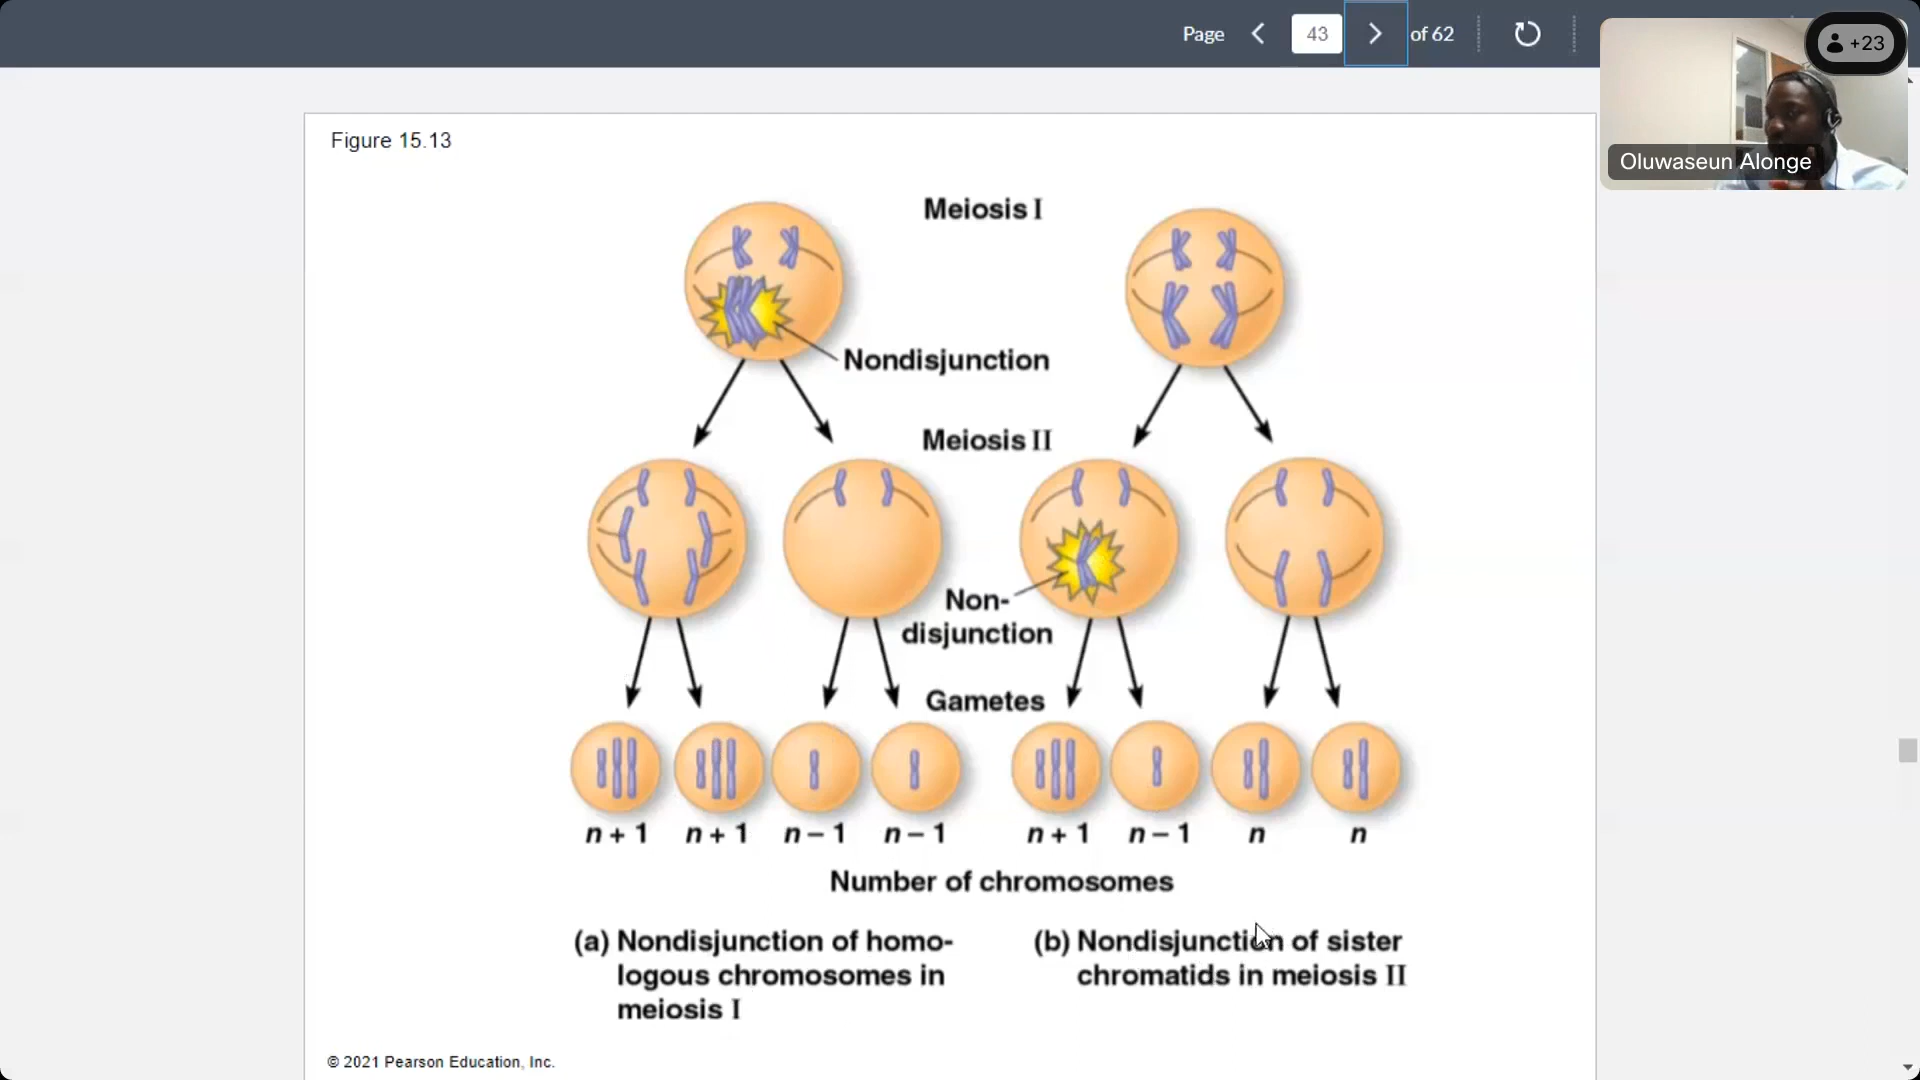 Page 43 of 62
+23
Oluwaseun Alonge
Figure 15.13
Meiosis I
Nondisjunction
Meiosis II
Non-
disjunction
Gametes
n + 1 n + 1 n – 1 n – 1 n + 1 n – 1 n n
Number of chromosomes
(a) Nondisjunction of homo-
logous chromosomes in
meiosis I
(b) Nondisjunction of sister
chromatids in meiosis II
© 2021 Pearson Education, Inc.